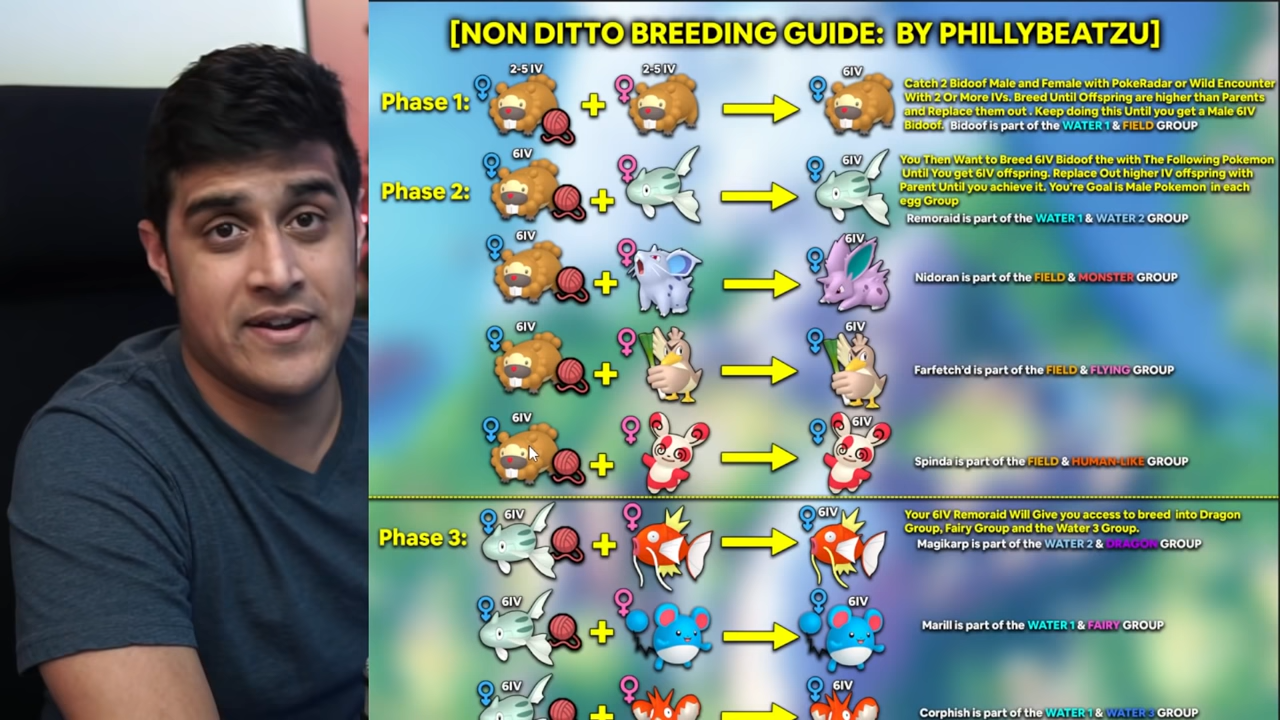 [NON DITTO BREEDING GUIDE: BY PHILLYBEATZU]
Phase 1:
2-5 IV
2-5 IV
6IV
Catch 2 Bidoof Male and Female with PokeRadar or Wild Encounter
With 2 Or More IVs. Breed Until Offspring are higher than Parents
and Replace them out . Keep doing this Until you get a Male 6IV
Bidoof. Bidoof is part of the WATER 1 & FIELD GROUP
Phase 2:
6IV
6IV
You Then Want to Breed 6IV Bidoof the with The Following Pokemon
Until You get 6IV offspring. Replace Out higher IV offspring with
Parent Until you achieve it. You're Goal is Male Pokemon in each
egg Group
Remoraid is part of the WATER 1 & WATER 2 GROUP
6IV
6IV
Nidoran is part of the FIELD & MONSTER GROUP
6IV
6IV
Farfetch'd is part of the FIELD & FLYING GROUP
6IV
6IV
Spinda is part of the FIELD & HUMAN-LIKE GROUP
Phase 3:
6IV
6IV
Your 6IV Remoraid Will Give you access to breed into Dragon
Group, Fairy Group and the Water 3 Group.
Magikarp is part of the WATER 2 & DRAGON GROUP
6IV
6IV
Marill is part of the WATER 1 & FAIRY GROUP
6IV
6IV
Corphish is part of the WATER 1 & WATER 3 GROUP